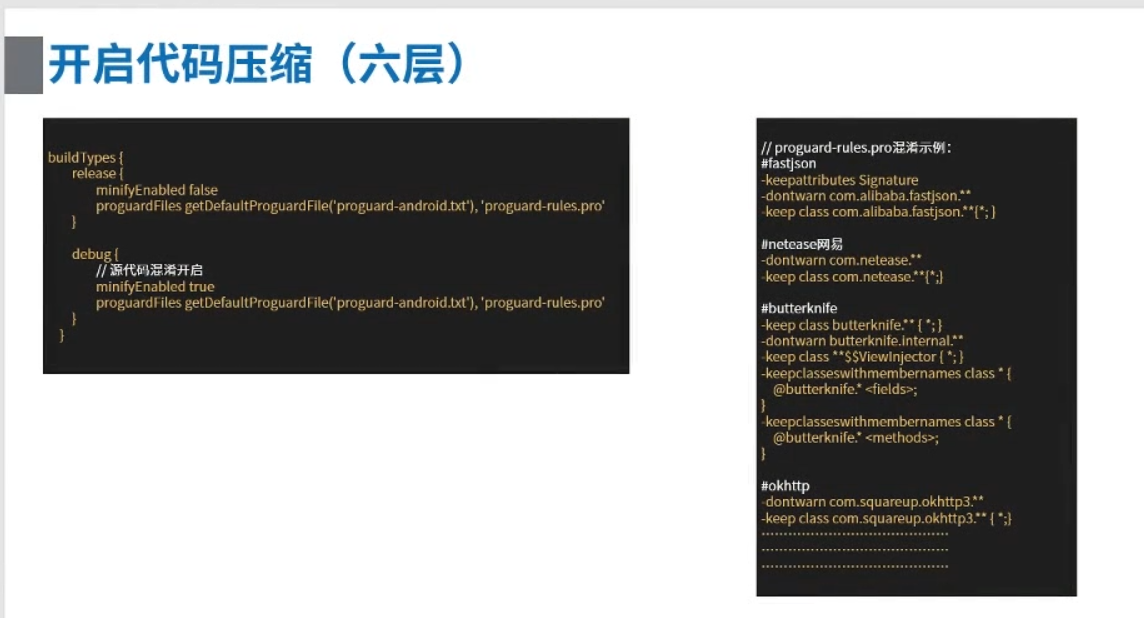 开启代码压缩（六层）
buildTypes {
release {
minifyEnabled false
proguardFiles getDefaultProguardFile('proguard-android.txt'), 'proguard-rules.pro'
}
debug {
// 源代码混淆开启
minifyEnabled true
proguardFiles getDefaultProguardFile('proguard-android.txt'), 'proguard-rules.pro'
}
}
// proguard-rules.pro混淆示例：
#fastjson
-keepattributes Signature
-dontwarn com.alibaba.fastjson.**
-keep class com.alibaba.fastjson.**{*; }
#netease网易
-dontwarn com.netease.**
-keep class com.netease.**{*;}
#butterknife
-keep class butterknife.** { *; }
-dontwarn butterknife.internal.**
-keep class **$$ViewInjector { *; }
-keepclasseswithmembernames class * {
@butterknife.* <fields>;
}
-keepclasseswithmembernames class * {
@butterknife.* <methods>;
}
#okhttp
-dontwarn com.squareup.okhttp3.**
-keep class com.squareup.okhttp3.** { *;}